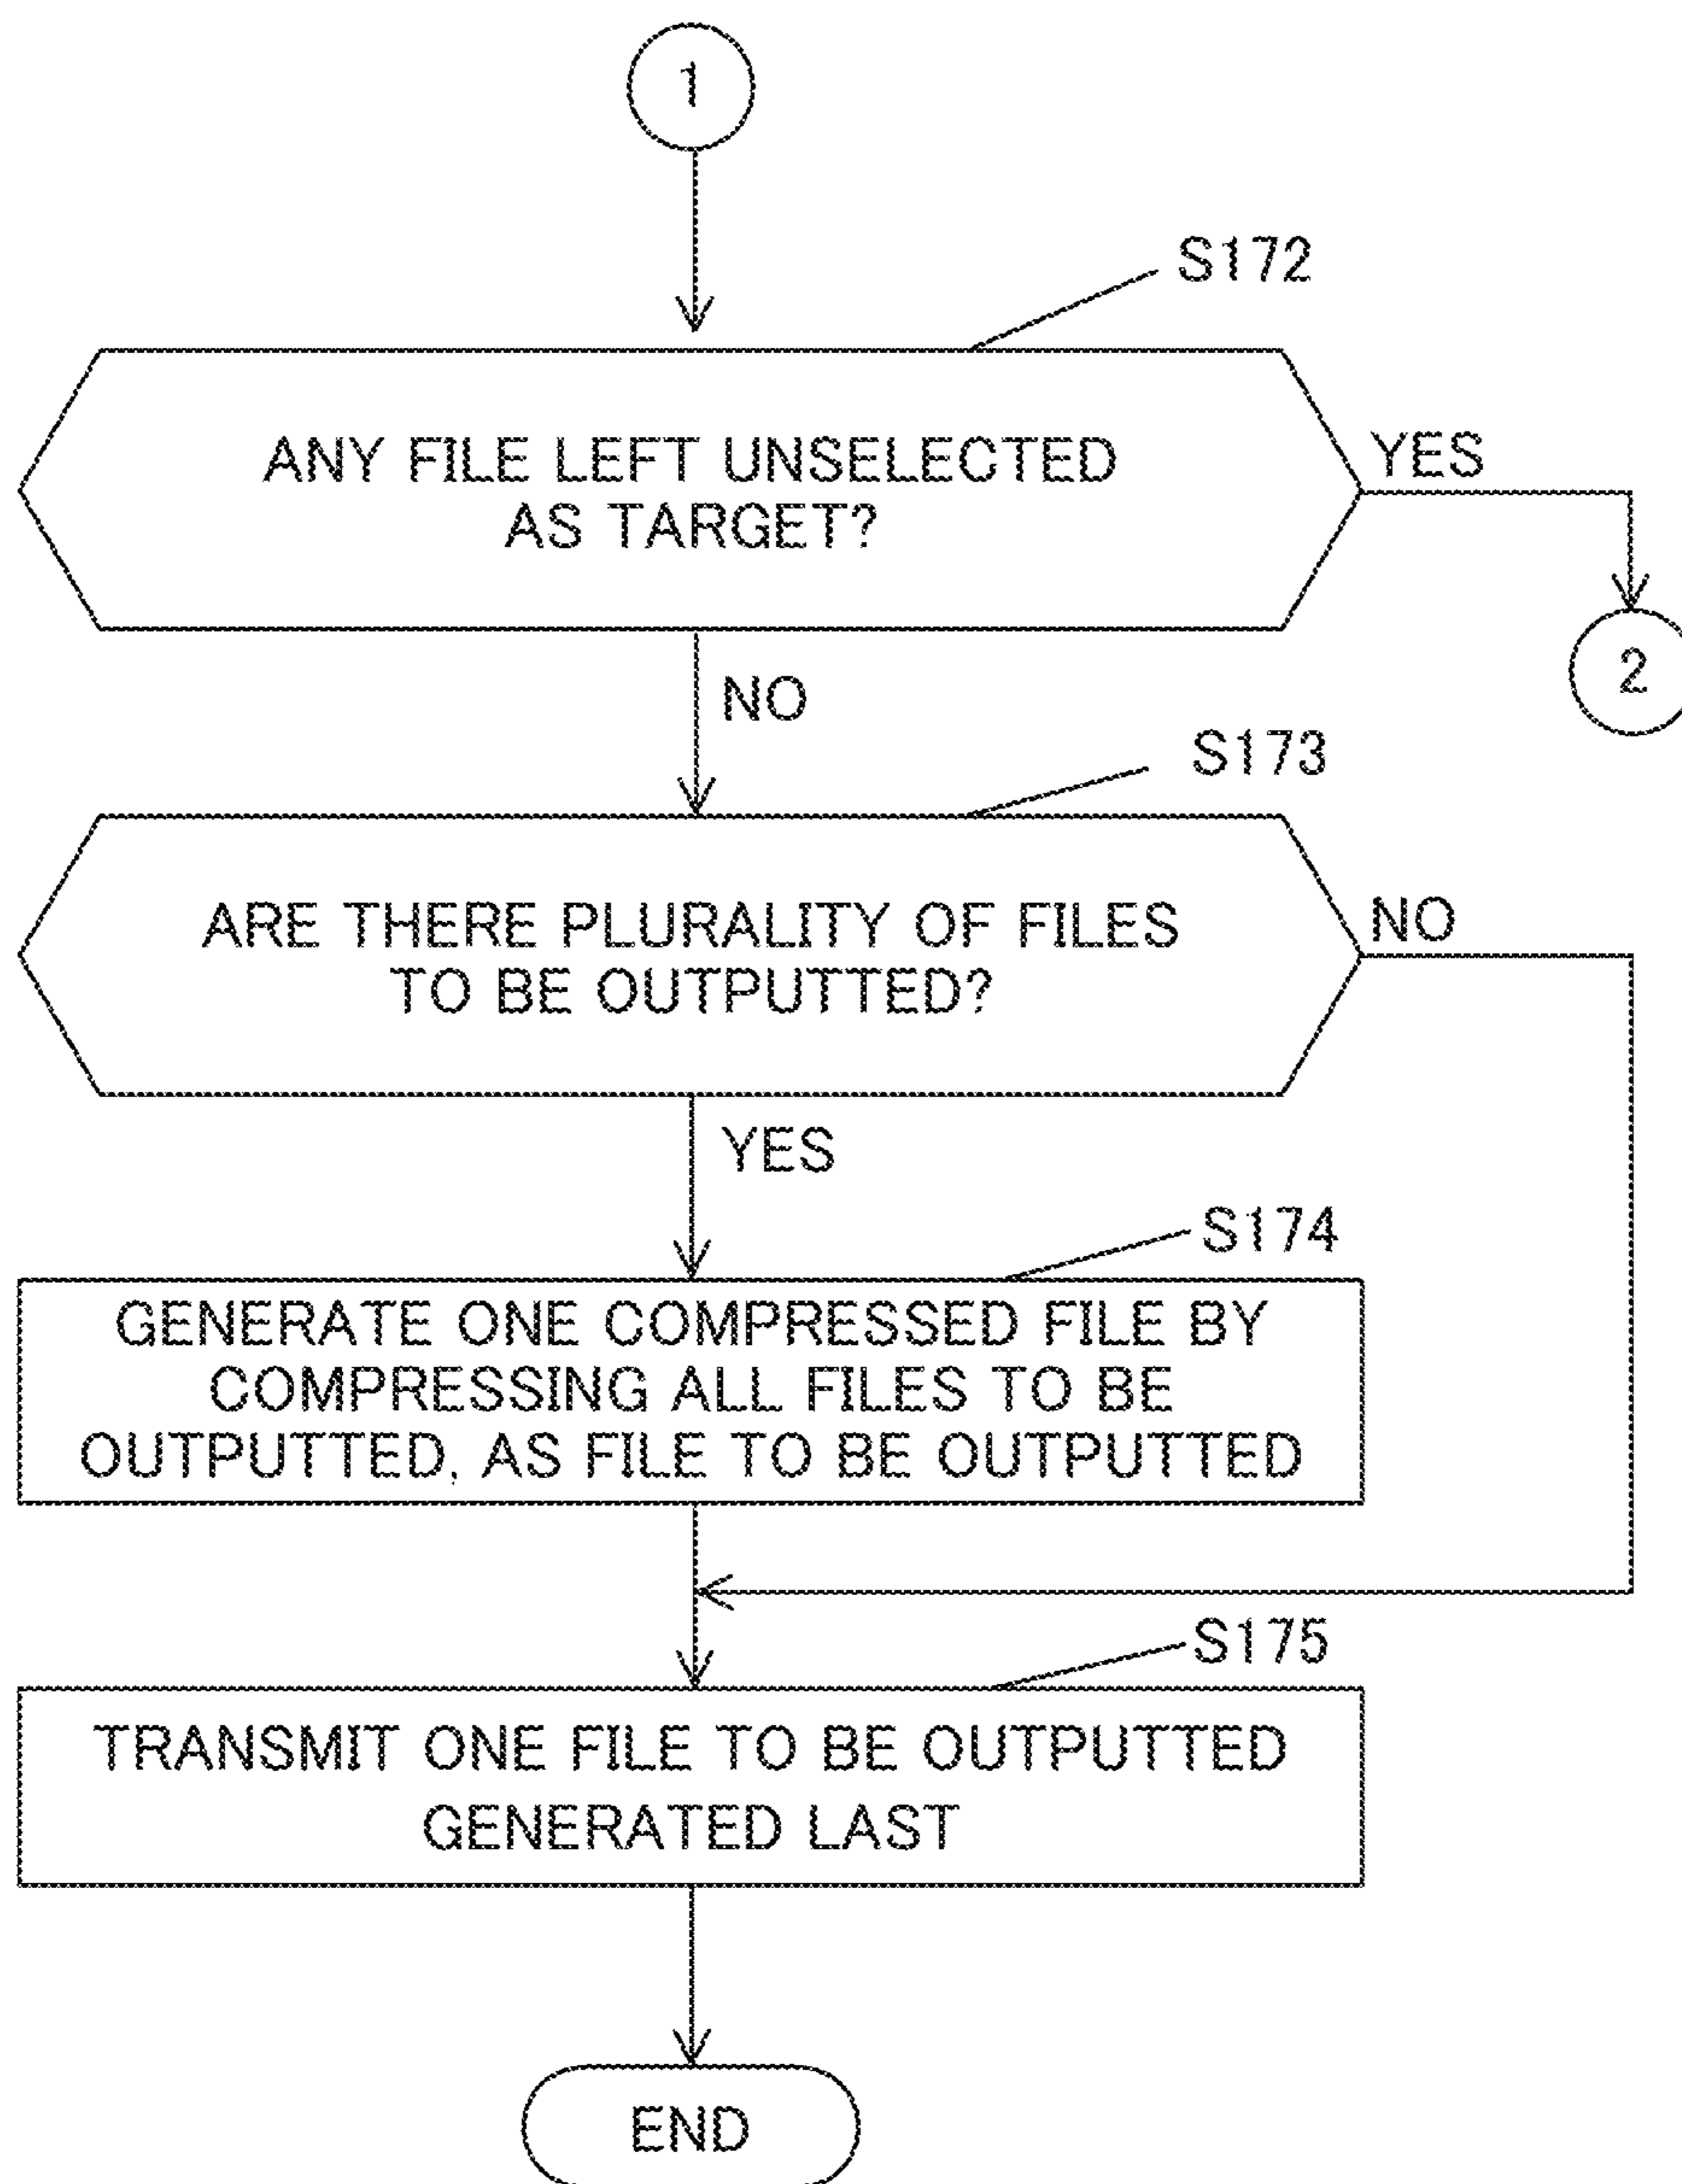 1
S172
ANY FILE LEFT UNSELECTED
AS TARGET?
YES
2
NO
S173
ARE THERE PLURALITY OF FILES
TO BE OUTPUTTED?
NO
YES
S174
GENERATE ONE COMPRESSED FILE BY
COMPRESSING ALL FILES TO BE
OUTPUTTED, AS FILE TO BE OUTPUTTED
S175
TRANSMIT ONE FILE TO BE OUTPUTTED
GENERATED LAST
END